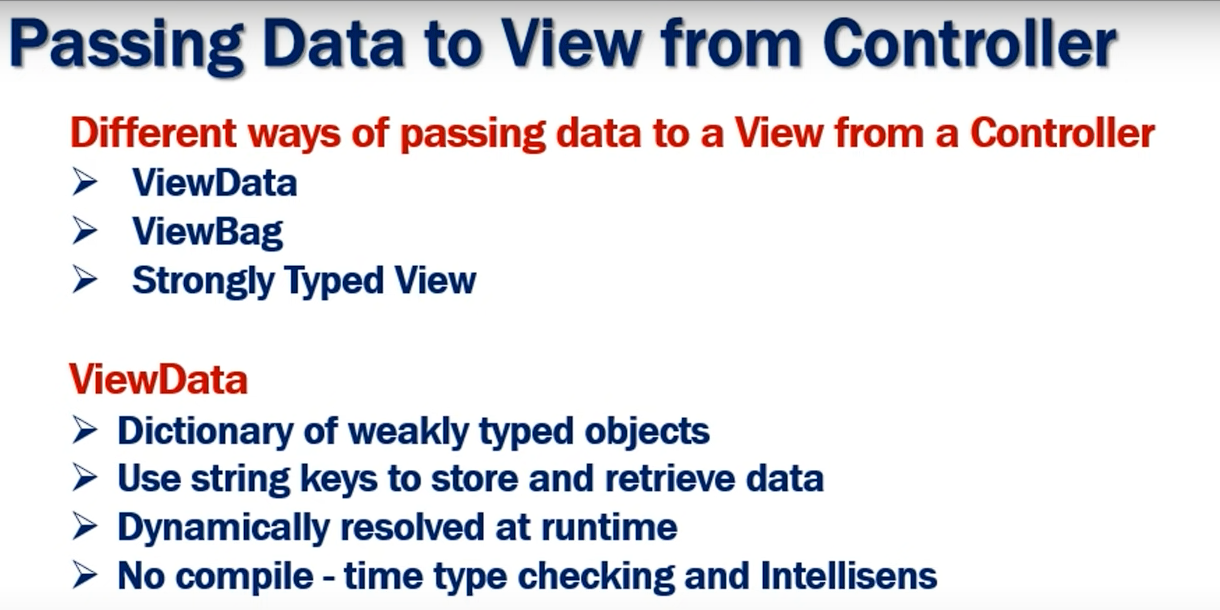 Passing Data to View from Controller
Different ways of passing data to a View from a Controller
ViewData
ViewBag
Strongly Typed View
ViewData
Dictionary of weakly typed objects
Use string keys to store and retrieve data
Dynamically resolved at runtime
No compile - time type checking and Intellisens